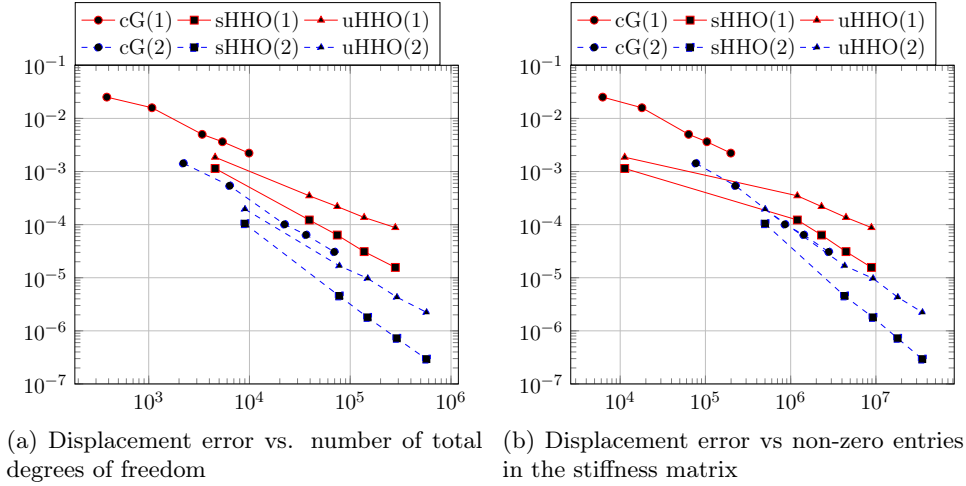 cG(1) sHHO(1) uHHO(1)
cG(2) sHHO(2) uHHO(2)
10^−1
10^−2
10^−3
10^−4
10^−5
10^−6
10^−7
10^3 10^4 10^5 10^6
(a) Displacement error vs. number of total
degrees of freedom
cG(1) sHHO(1) uHHO(1)
cG(2) sHHO(2) uHHO(2)
10^−1
10^−2
10^−3
10^−4
10^−5
10^−6
10^−7
10^4 10^5 10^6 10^7
(b) Displacement error vs non-zero entries
in the stiffness matrix